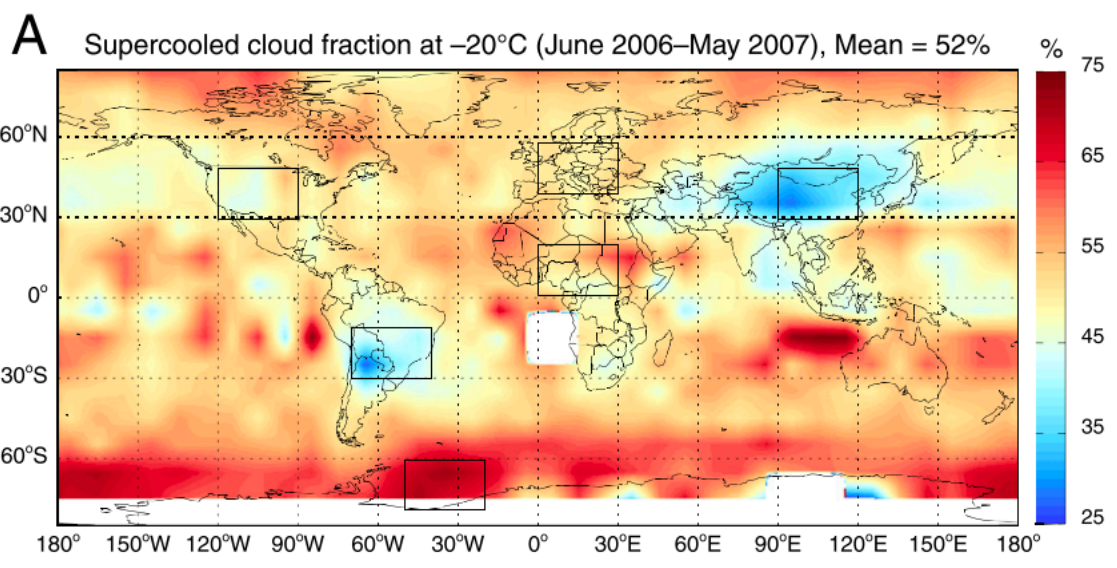 A
Supercooled cloud fraction at –20°C (June 2006–May 2007), Mean = 52%
%
75
65
55
45
35
25
60°N
30°N
0°
30°S
60°S
180° 150°W 120°W 90°W 60°W 30°W 0° 30°E 60°E 90°E 120°E 150°E 180°